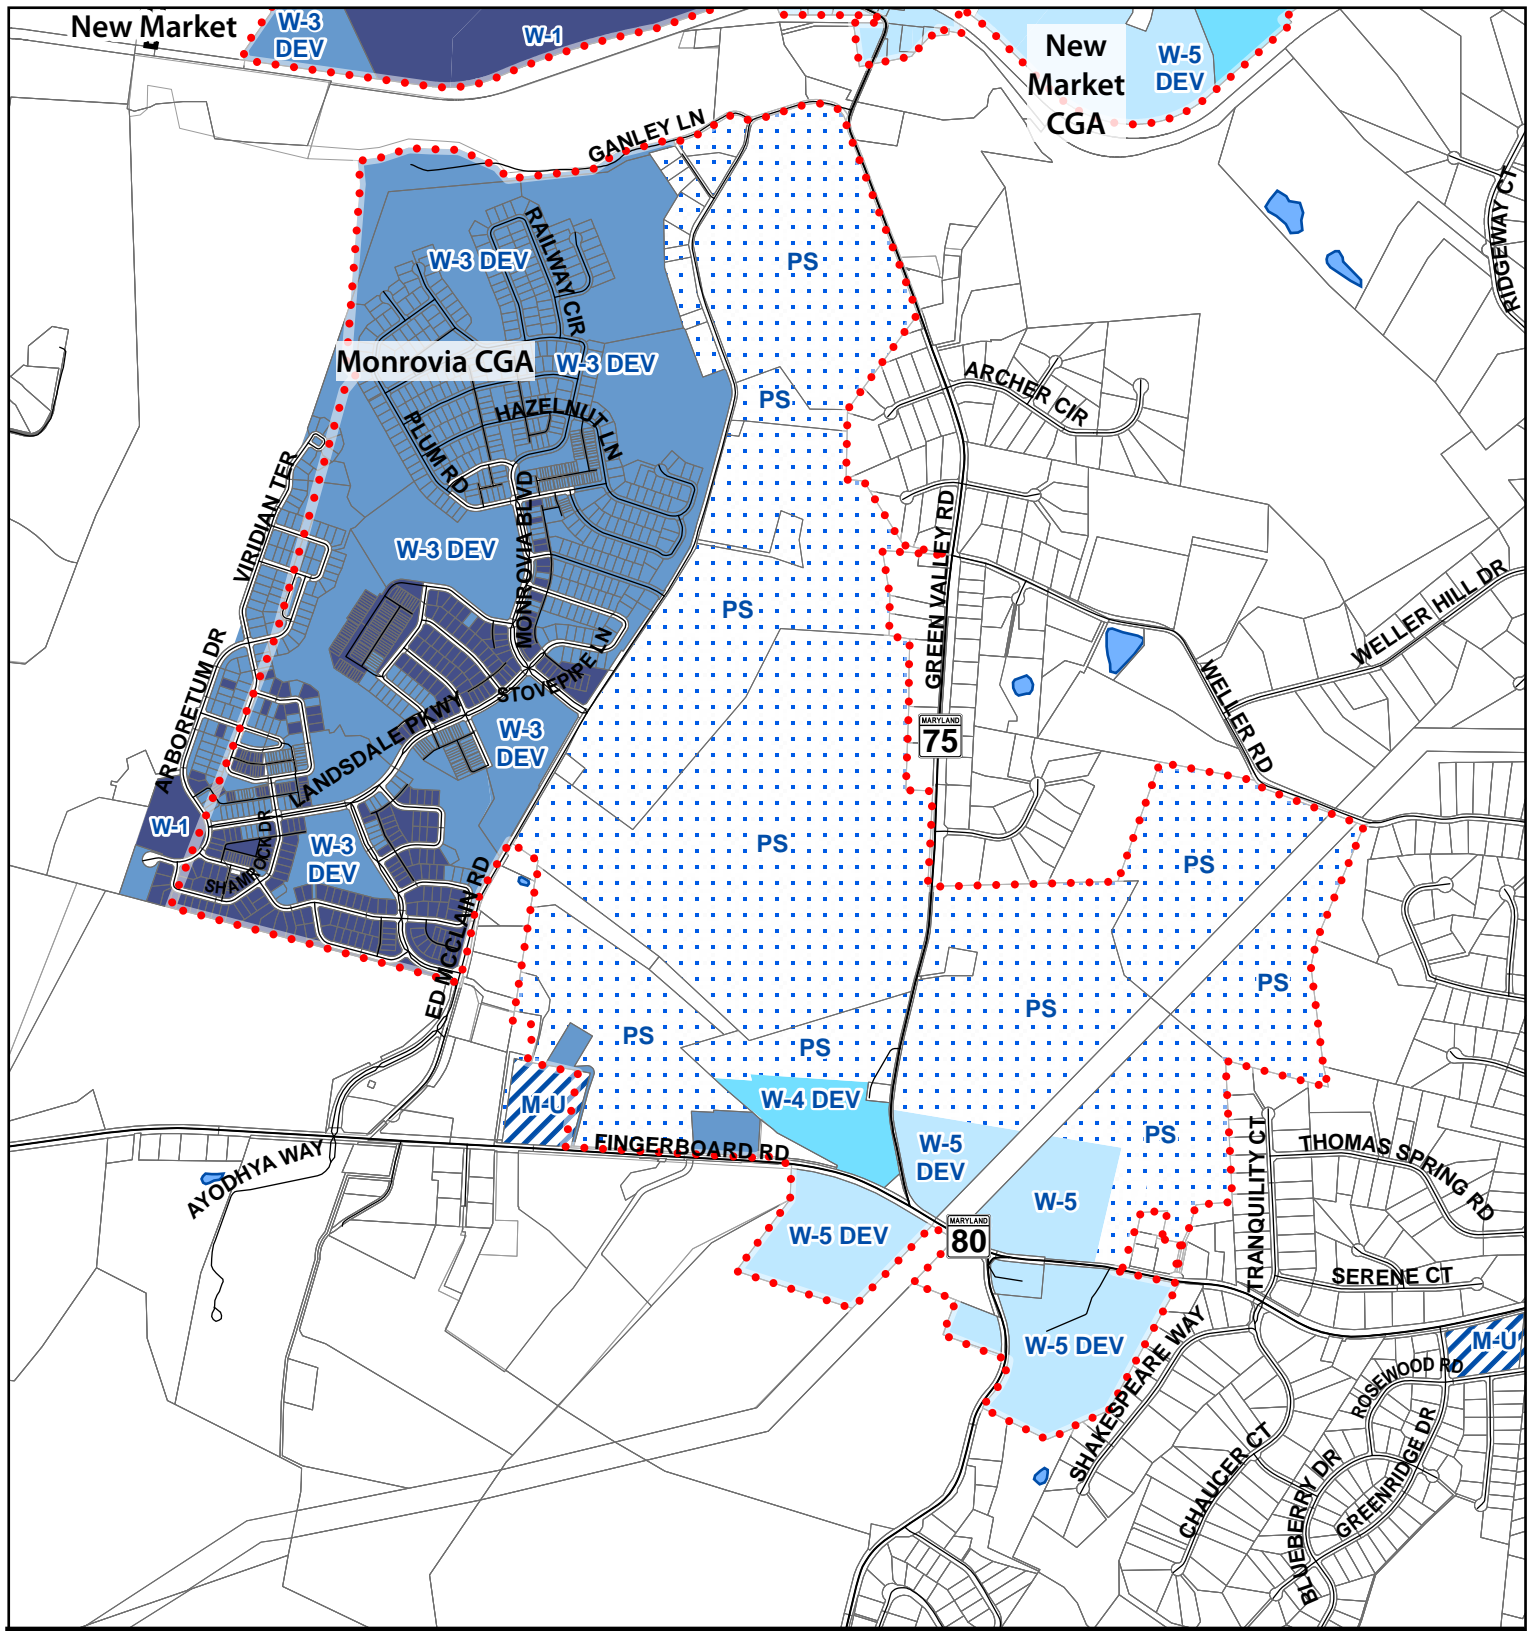 New Market
W-3
DEV
W-1
New
Market
CGA
W-5
DEV
GANLEY LN
RIDGEWAY CT
W-3 DEV
RAILWAY CIR
PS
Monrovia CGA
W-3 DEV
ARCHER CIR
PS
HAZELNUT LN
PLUM RD
VIRIDIAN TER
MONROVIA BLVD
GREEN VALLEY RD
W-3 DEV
PS
WELLER HILL DR
ARBORETUM DR
STOVEPIPE LN
WELLER RD
LANDSDALE PKWY
W-3
DEV
MARYLAND
75
W-1
SHAMROCK DR
W-3
DEV
PS
PS
ED MCCLAIN RD
PS
PS
PS
PS
W-4 DEV
M-U
FINGERBOARD RD
W-5
DEV
PS
AYODHYA WAY
TRANQUILITY CT
THOMAS SPRING RD
W-5
W-5 DEV
MARYLAND
80
SERENE CT
W-5 DEV
SHAKESPEARE WAY
M-U
ROSEWOOD RD
CHAUCER CT
BLUEBERRY DR
GREENRIDGE DR